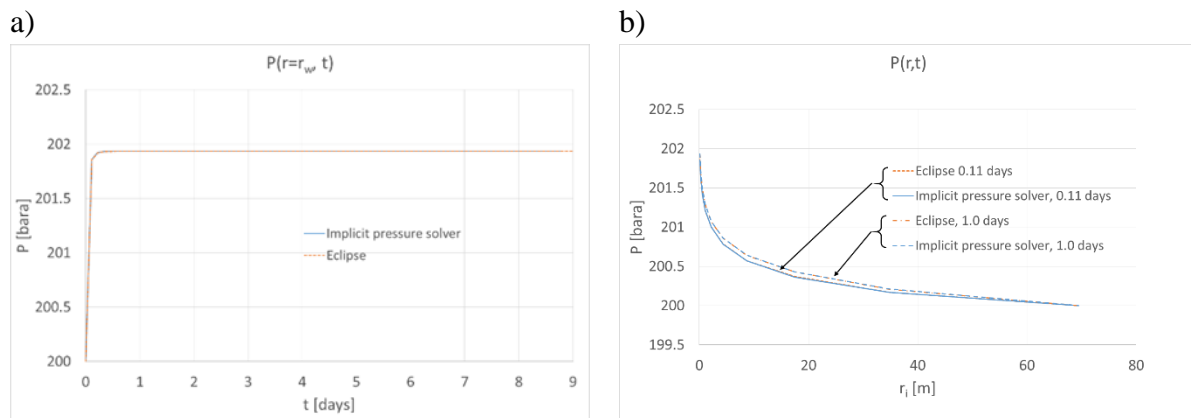 a)
P(r=rw, t)
202.5
202
201.5
201
200.5
200
P [bara]
Implicit pressure solver
Eclipse
0 1 2 3 4 5 6 7 8 9
t [days]
b)
P(r,t)
202.5
202
201.5
201
200.5
200
199.5
P [bara]
Eclipse 0.11 days
Implicit pressure solver, 0.11 days
Eclipse, 1.0 days
Implicit pressure solver, 1.0 days
0 20 40 60 80
ri [m]